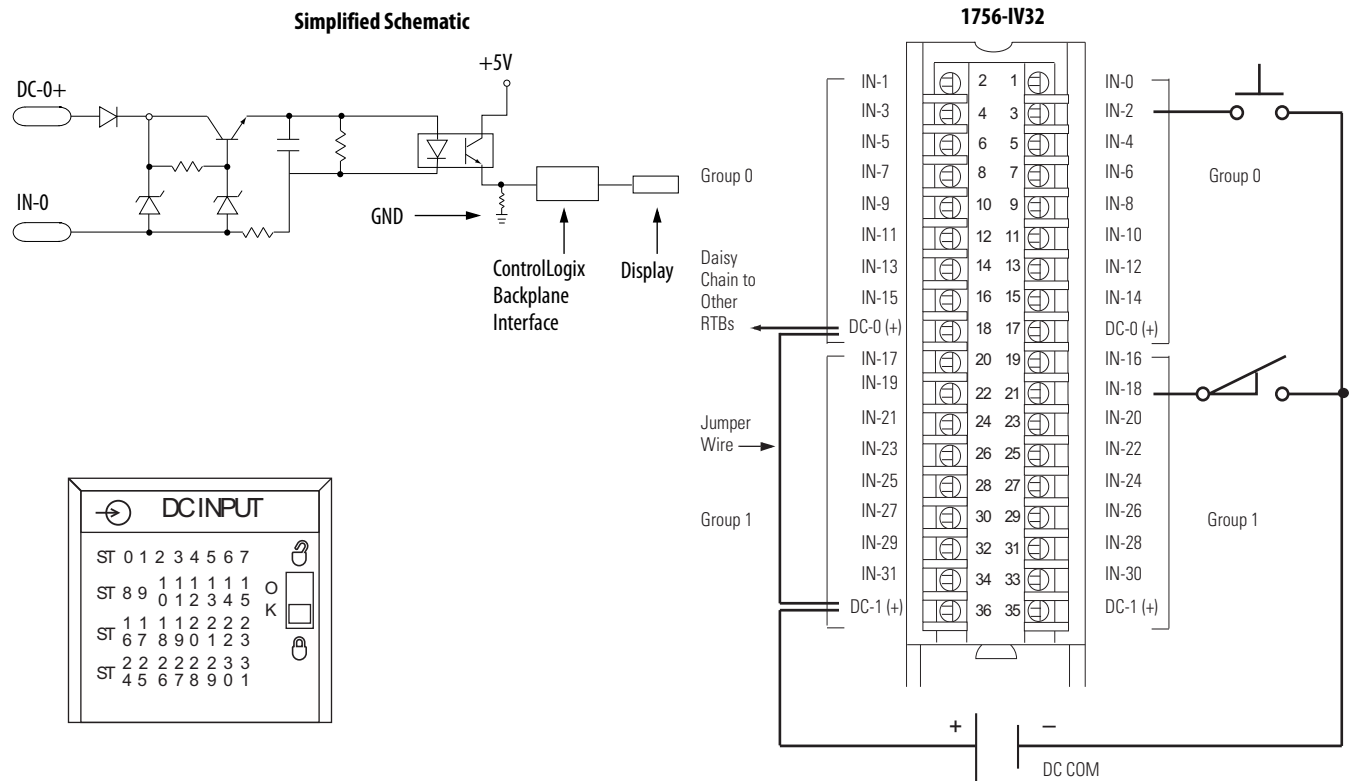 Simplified Schematic
DC-0+
+5V
IN-0
GND
ControlLogix
Backplane
Interface
Display
DC INPUT
ST 0 1 2 3 4 5 6 7
ST 8 9 10 11 12 13 14 15
ST 16 17 18 19 20 21 22 23
ST 24 25 26 27 28 29 30 31
O
K
1756-IV32
IN-1 2 1 IN-0
IN-3 4 3 IN-2
IN-5 6 5 IN-4
IN-7 8 7 IN-6
IN-9 10 9 IN-8
IN-11 12 11 IN-10
IN-13 14 13 IN-12
IN-15 16 15 IN-14
DC-0 (+) 18 17 DC-0 (+)
IN-17 20 19 IN-16
IN-19 22 21 IN-18
IN-21 24 23 IN-20
IN-23 26 25 IN-22
IN-25 28 27 IN-24
IN-27 30 29 IN-26
IN-29 32 31 IN-28
IN-31 34 33 IN-30
DC-1 (+) 36 35 DC-1 (+)
Group 0
Daisy
Chain to
Other
RTBs
Jumper
Wire
Group 1
Group 0
Group 1
+ –
DC COM